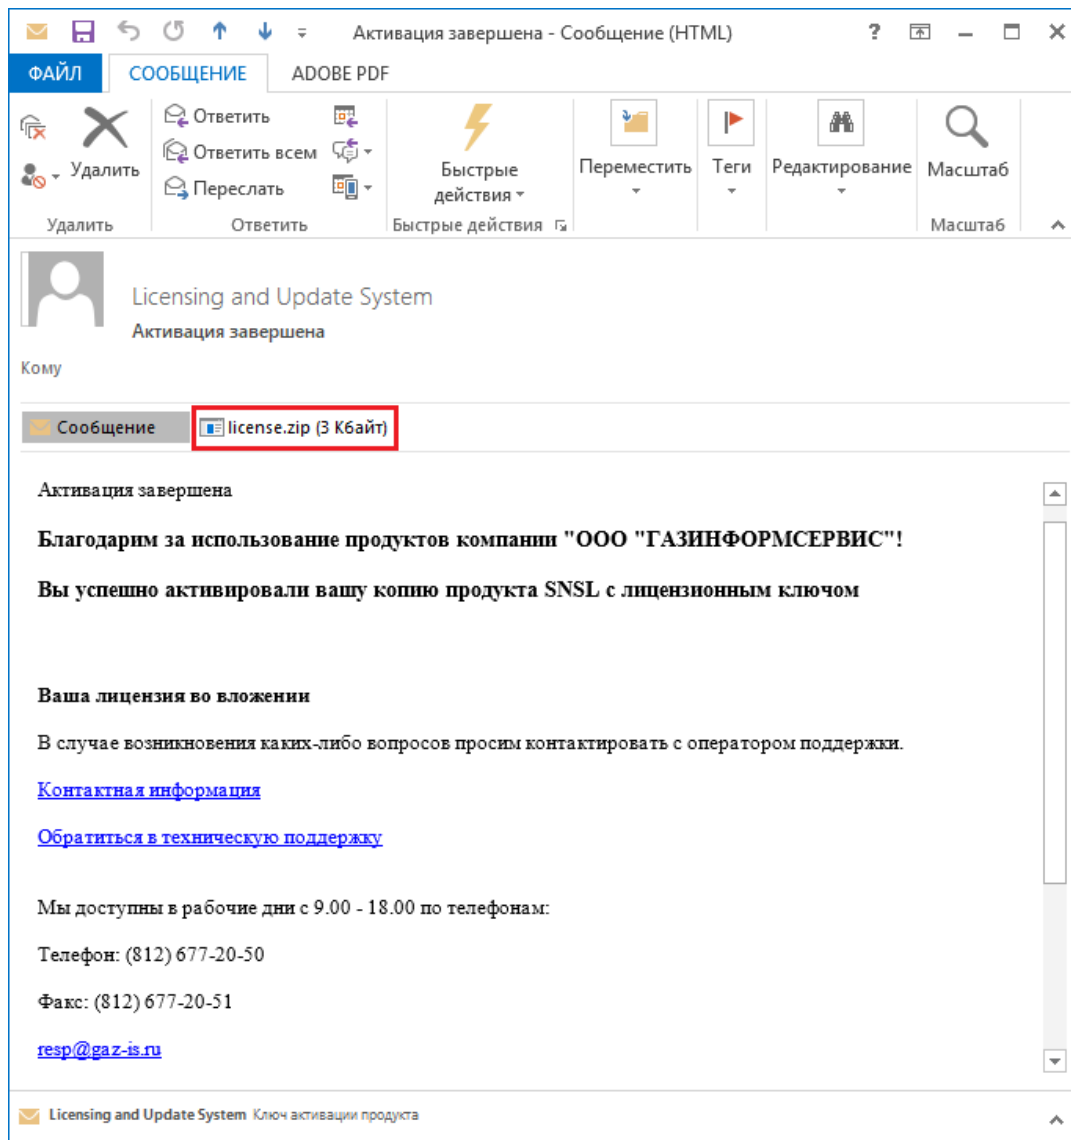 Активация завершена - Сообщение (HTML)
ФАЙЛ СООБЩЕНИЕ ADOBE PDF
Удалить
Ответить
Ответить всем
Переслать
Быстрые действия
Переместить
Теги
Редактирование
Масштаб
Удалить Ответить Быстрые действия Масштаб
Licensing and Update System
Активация завершена
Кому
Сообщение license.zip (3 Кбайт)
Активация завершена
Благодарим за использование продуктов компании "ООО "ГАЗИНФОРМСЕРВИС"!
Вы успешно активировали вашу копию продукта SNSL с лицензионным ключом
Ваша лицензия во вложении
В случае возникновения каких-либо вопросов просим контактировать с оператором поддержки.
Контактная информация
Обратиться в техническую поддержку
Мы доступны в рабочие дни с 9.00 - 18.00 по телефонам:
Телефон: (812) 677-20-50
Факс: (812) 677-20-51
resp@gaz-is.ru
Licensing and Update System Ключ активации продукта